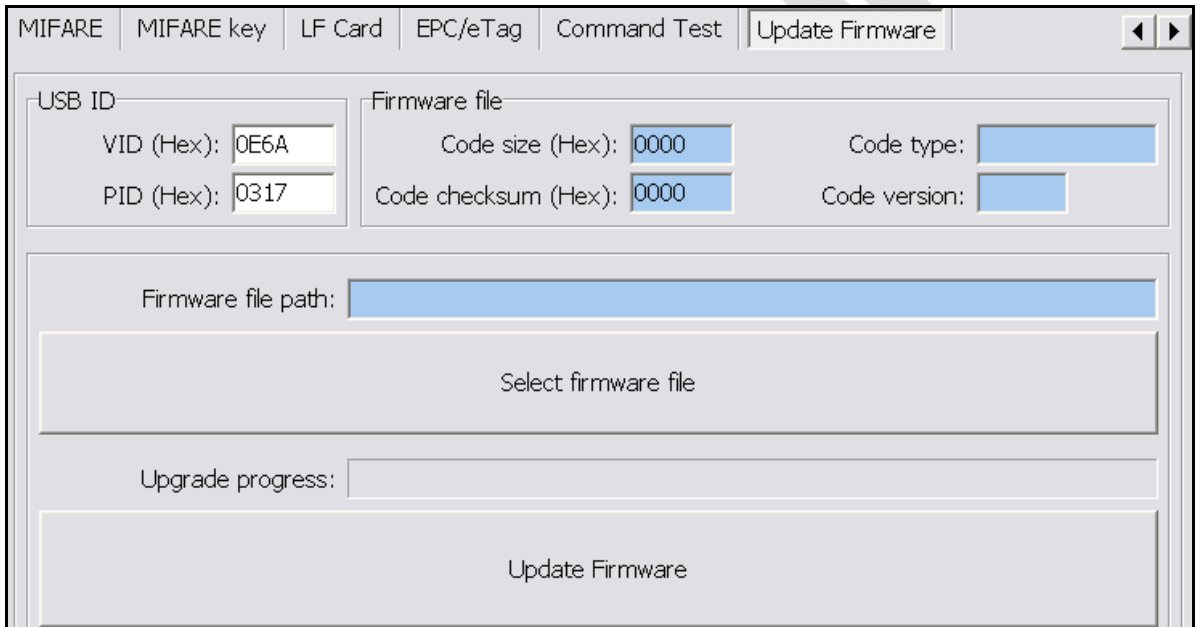 MIFARE MIFARE key LF Card EPC/eTag Command Test Update Firmware
USB ID Firmware file
VID (Hex): 0E6A Code size (Hex): 0000 Code type:
PID (Hex): 0317 Code checksum (Hex): 0000 Code version:
Firmware file path:
Select firmware file
Upgrade progress:
Update Firmware